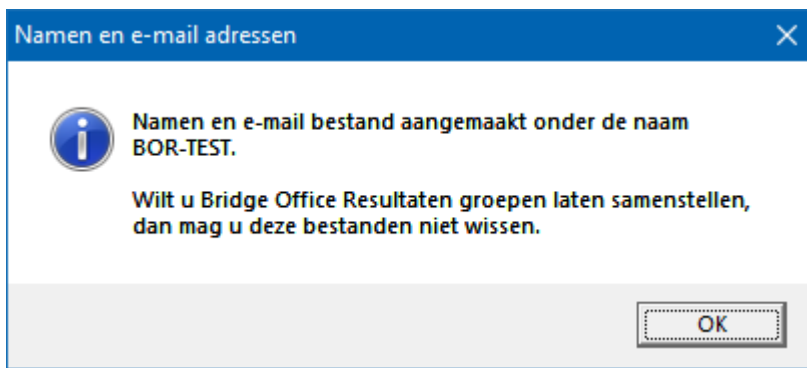 Namen en e-mail adressen
Namen en e-mail bestand aangemaakt onder de naam
BOR-TEST.
Wilt u Bridge Office Resultaten groepen laten samenstellen,
dan mag u deze bestanden niet wissen.
OK